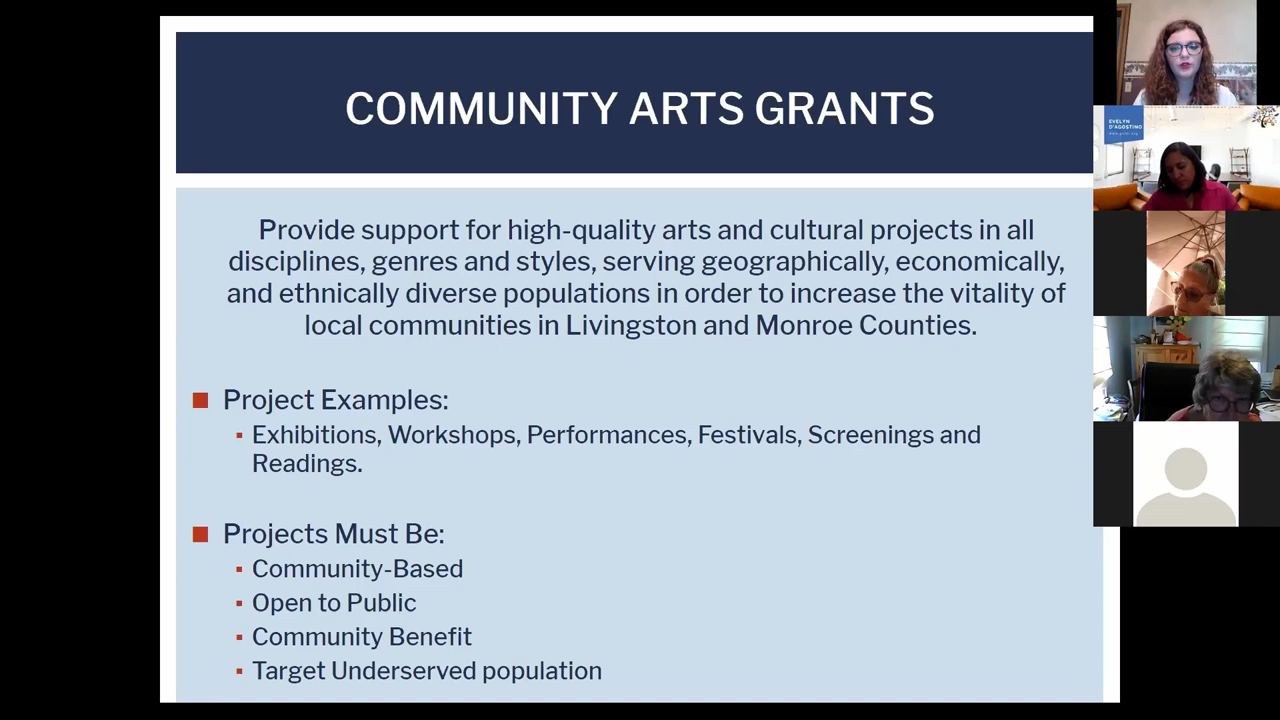 COMMUNITY ARTS GRANTS
Provide support for high-quality arts and cultural projects in all
disciplines, genres and styles, serving geographically, economically,
and ethnically diverse populations in order to increase the vitality of
local communities in Livingston and Monroe Counties.
Project Examples:
Exhibitions, Workshops, Performances, Festivals, Screenings and
Readings.
Projects Must Be:
Community-Based
Open to Public
Community Benefit
Target Underserved population
EVELYN
D'AGOSTINO